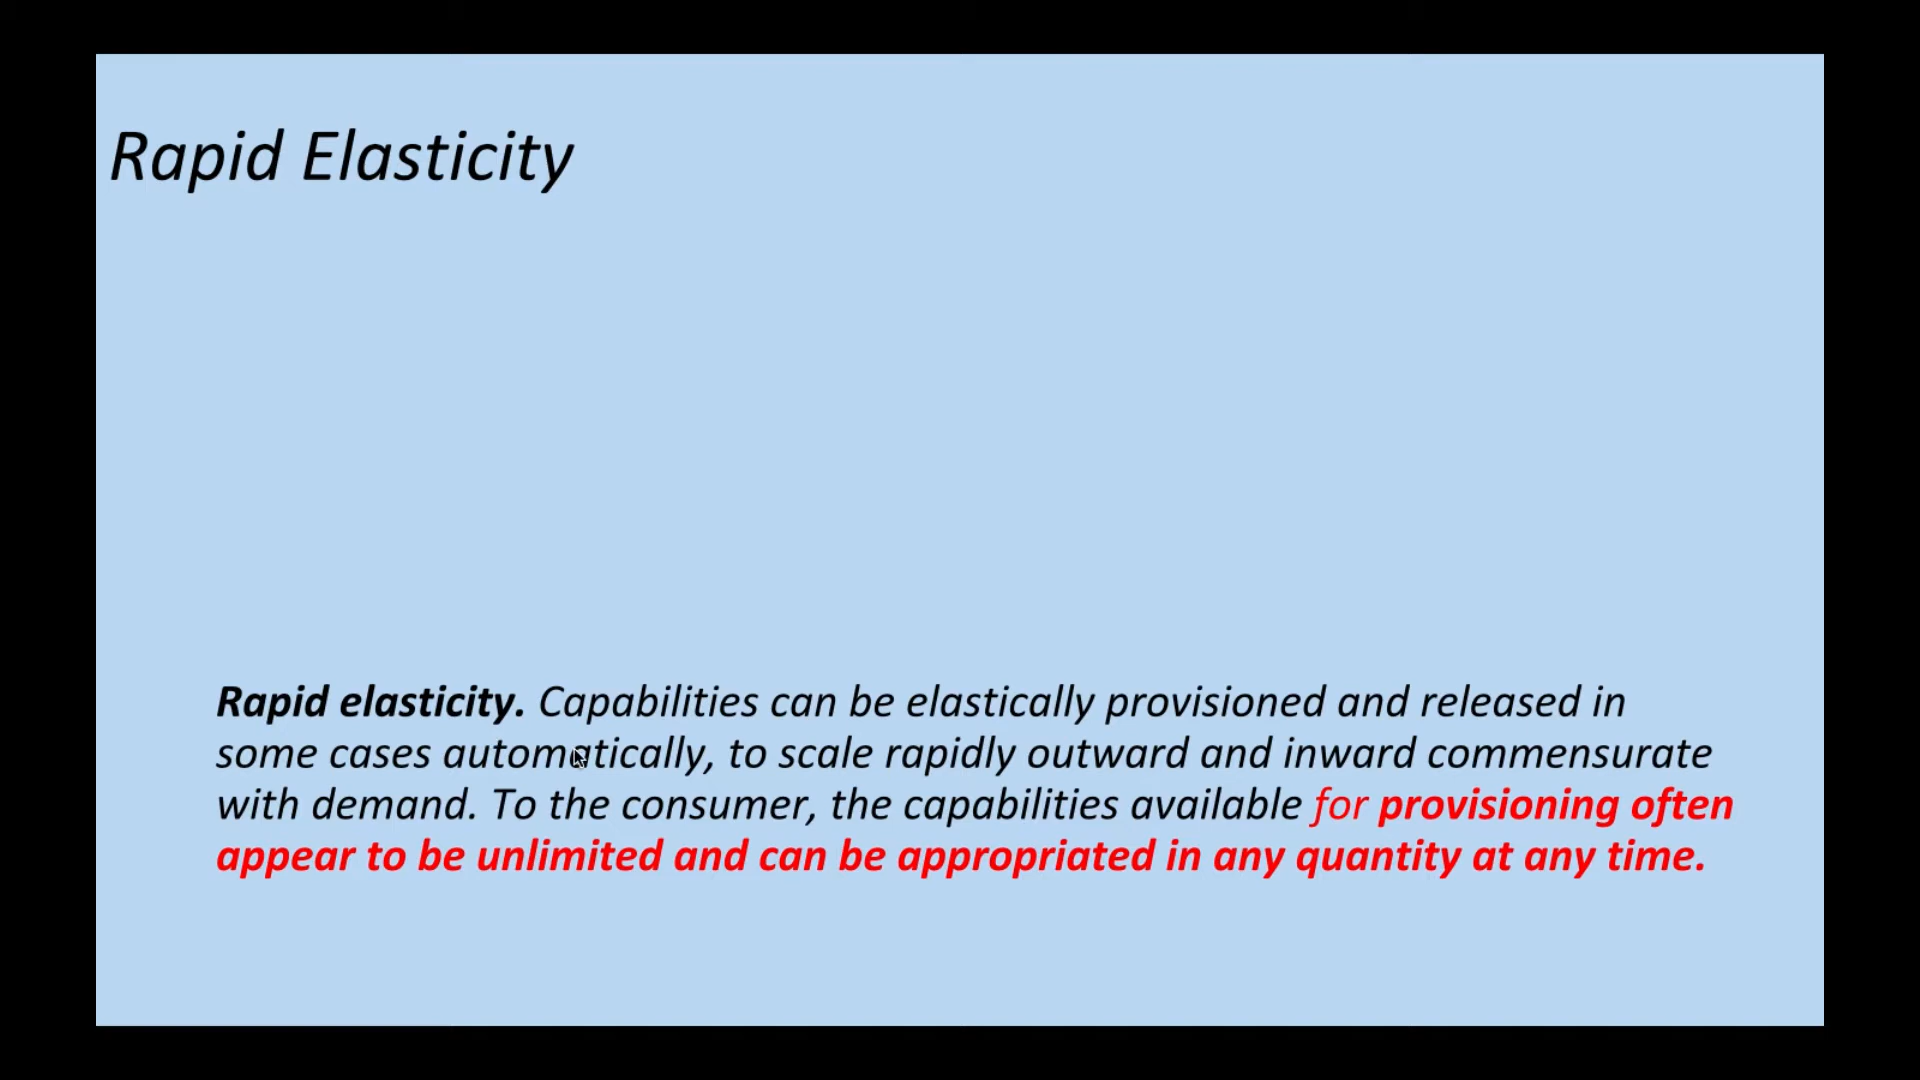 Rapid Elasticity
Rapid elasticity. Capabilities can be elastically provisioned and released in
some cases automatically, to scale rapidly outward and inward commensurate
with demand. To the consumer, the capabilities available for provisioning often
appear to be unlimited and can be appropriated in any quantity at any time.